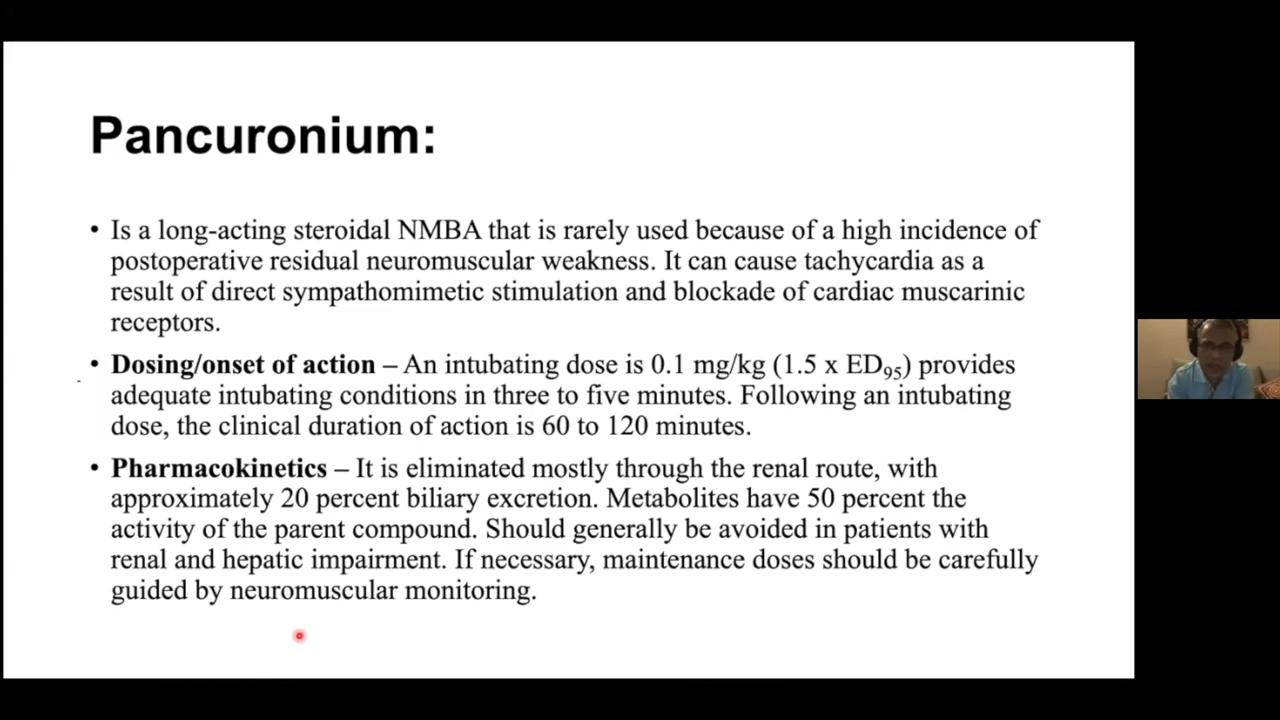 Pancuronium:
• Is a long-acting steroidal NMBA that is rarely used because of a high incidence of
postoperative residual neuromuscular weakness. It can cause tachycardia as a
result of direct sympathomimetic stimulation and blockade of cardiac muscarinic
receptors.
• Dosing/onset of action – An intubating dose is 0.1 mg/kg (1.5 x ED95) provides
adequate intubating conditions in three to five minutes. Following an intubating
dose, the clinical duration of action is 60 to 120 minutes.
• Pharmacokinetics – It is eliminated mostly through the renal route, with
approximately 20 percent biliary excretion. Metabolites have 50 percent the
activity of the parent compound. Should generally be avoided in patients with
renal and hepatic impairment. If necessary, maintenance doses should be carefully
guided by neuromuscular monitoring.